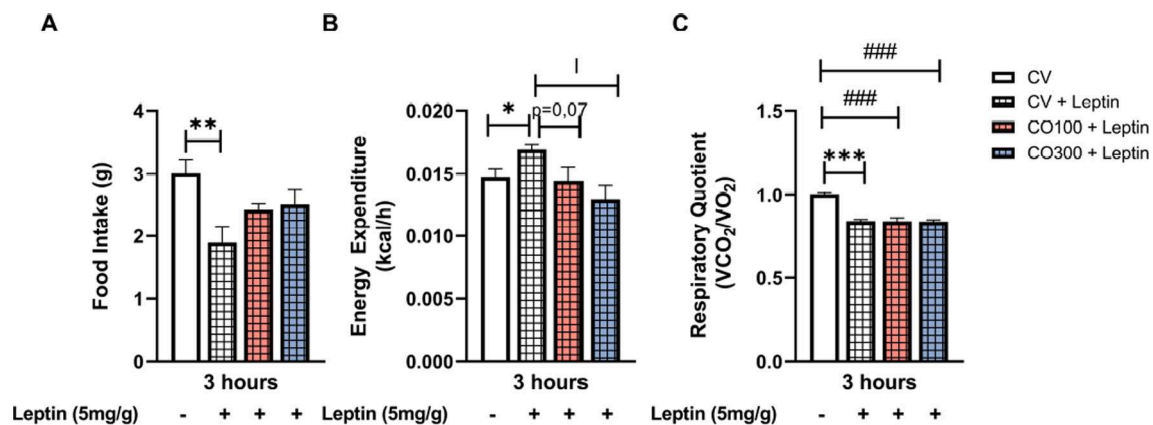 A
B
C
Food Intake (g)
4
3
2
1
0
**
3 hours
Leptin (5mg/g)
-
+
+
+
Energy Expenditure
(kcal/h)
0.020
0.015
0.010
0.005
0.000
*
p=0,07
|
3 hours
Leptin (5mg/g)
-
+
+
+
Respiratory Quotient
(VCO2/VO2)
1.5
1.0
0.5
0.0
***
###
###
3 hours
Leptin (5mg/g)
-
+
+
+
CV
CV + Leptin
CO100 + Leptin
CO300 + Leptin